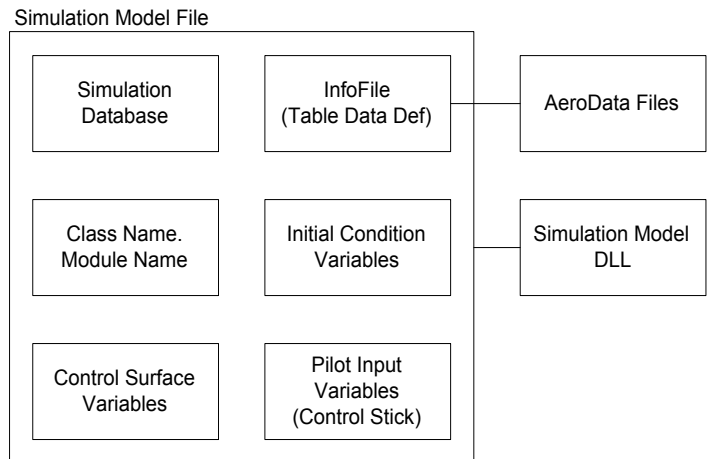 Simulation Model File
Simulation
Database
InfoFile
(Table Data Def)
AeroData Files
Class Name.
Module Name
Initial Condition
Variables
Simulation Model
DLL
Control Surface
Variables
Pilot Input
Variables
(Control Stick)